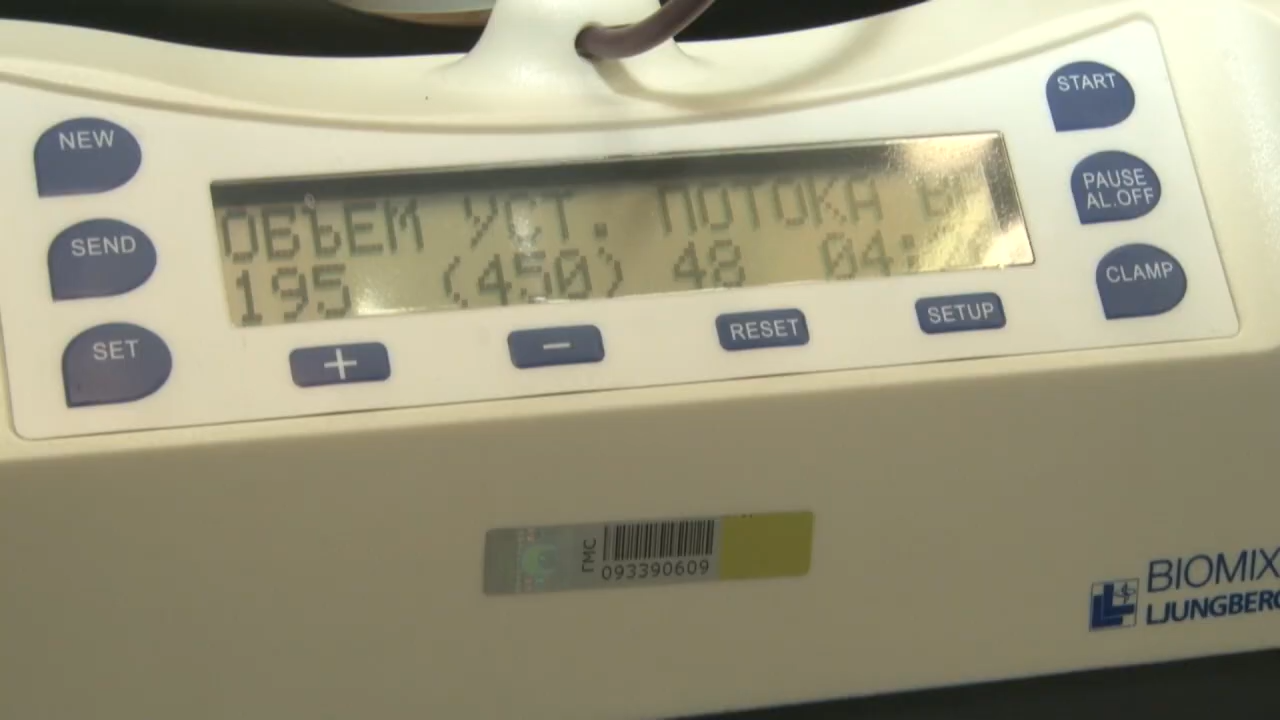 NEW
SEND
SET
ОБЪЕМ УСТ. ПОТОКА
195 (450) 48 04:
+
−
RESET
SETUP
START
PAUSE
AL.OFF
CLAMP
ГМС
093390609
BIOMIX
LJUNGBERG